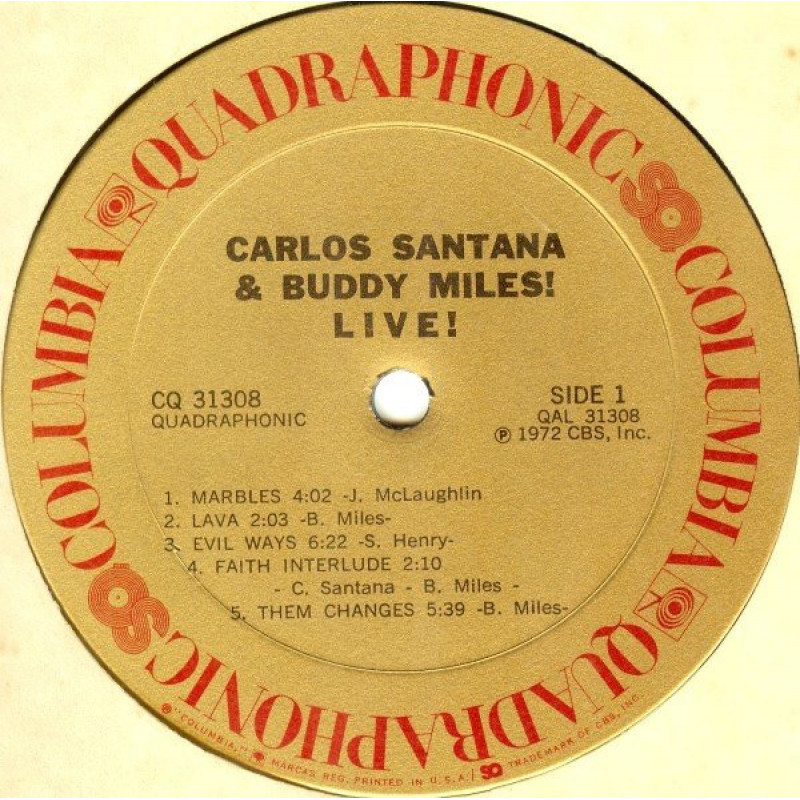 QUADRAPHONIC SQ
COLUMBIA
QUADRAPHONIC SQ
COLUMBIA
CARLOS SANTANA
& BUDDY MILES!
LIVE!
CQ 31308
QUADRAPHONIC
SIDE 1
QAL 31308
℗ 1972 CBS, Inc.
1. MARBLES 4:02 -J. McLaughlin
2. LAVA 2:03 -B. Miles-
3. EVIL WAYS 6:22 -S. Henry-
4. FAITH INTERLUDE 2:10
- C. Santana - B. Miles -
5. THEM CHANGES 5:39 -B. Miles-
® "COLUMBIA," MARCAS REG. PRINTED IN U.S.A. / SQ TRADEMARK OF CBS, INC.